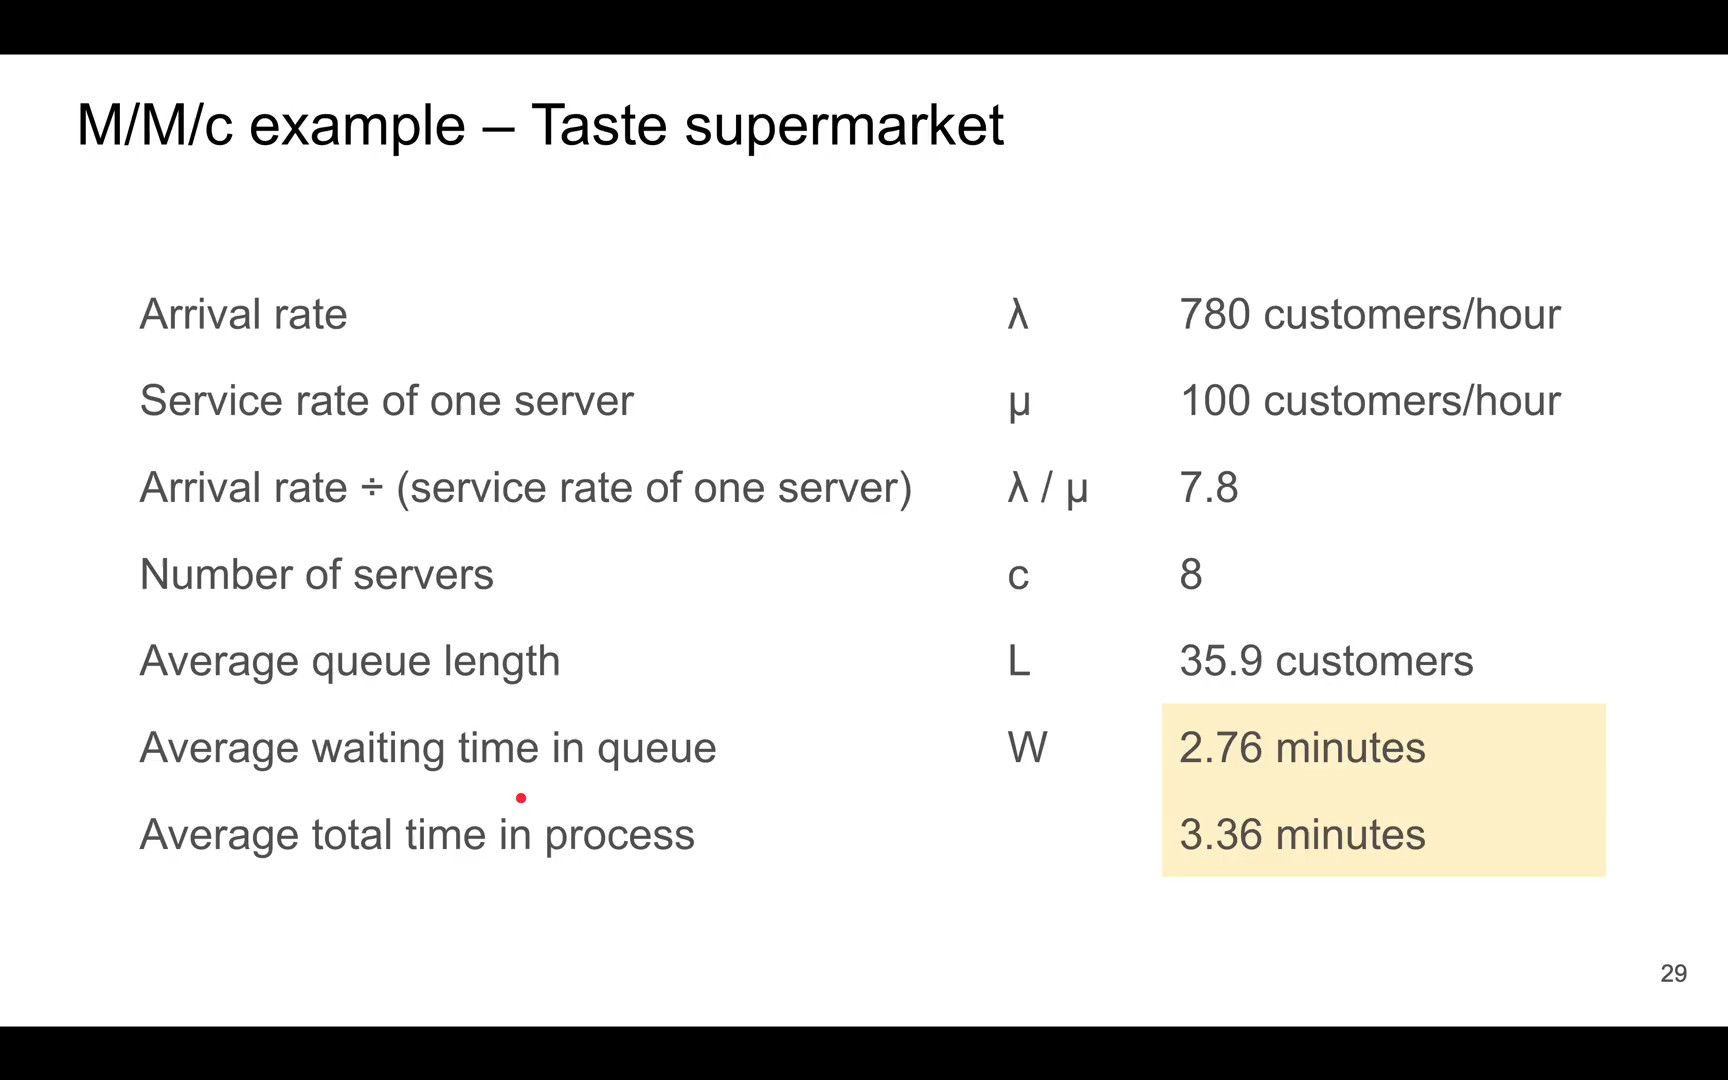 M/M/c example – Taste supermarket
Arrival rate λ 780 customers/hour
Service rate of one server μ 100 customers/hour
Arrival rate ÷ (service rate of one server) λ / μ 7.8
Number of servers c 8
Average queue length L 35.9 customers
Average waiting time in queue W 2.76 minutes
Average total time in process 3.36 minutes
29